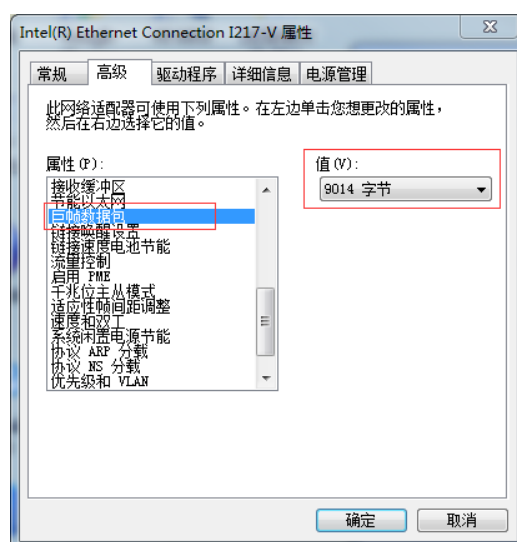 Intel(R) Ethernet Connection I217-V 属性
常规 高级 驱动程序 详细信息 电源管理
此网络适配器可使用下列属性。在左边单击您想更改的属性，
然后在右边选择它的值。
属性(P):
值(V):
接收缓冲区
节能以太网
巨帧数据包
链接唤醒设置
链接速度电池节能
流量控制
启用 PME
千兆位主从模式
适应性帧间距调整
速度和双工
系统闲置电源节能
协议 ARP 分载
协议 NS 分载
优先级和 VLAN
9014 字节
确定 取消